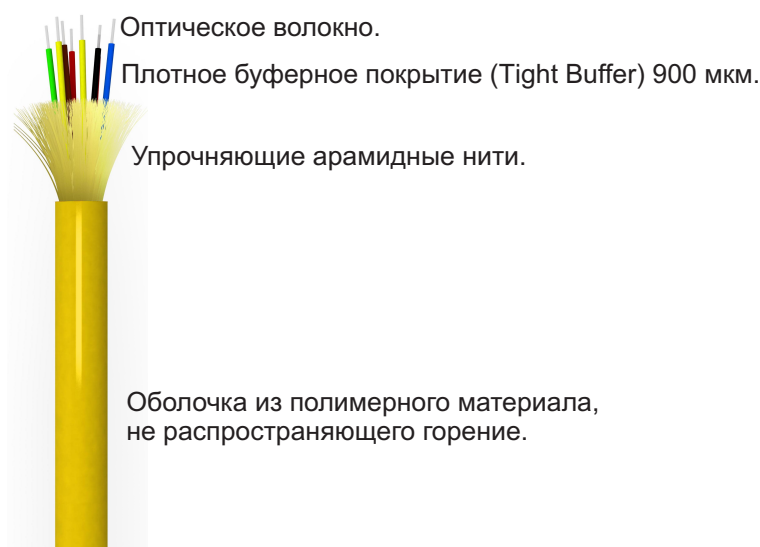 Оптическое волокно.
Плотное буферное покрытие (Tight Buffer) 900 мкм.
Упрочняющие арамидные нити.
Оболочка из полимерного материала,
не распространяющего горение.